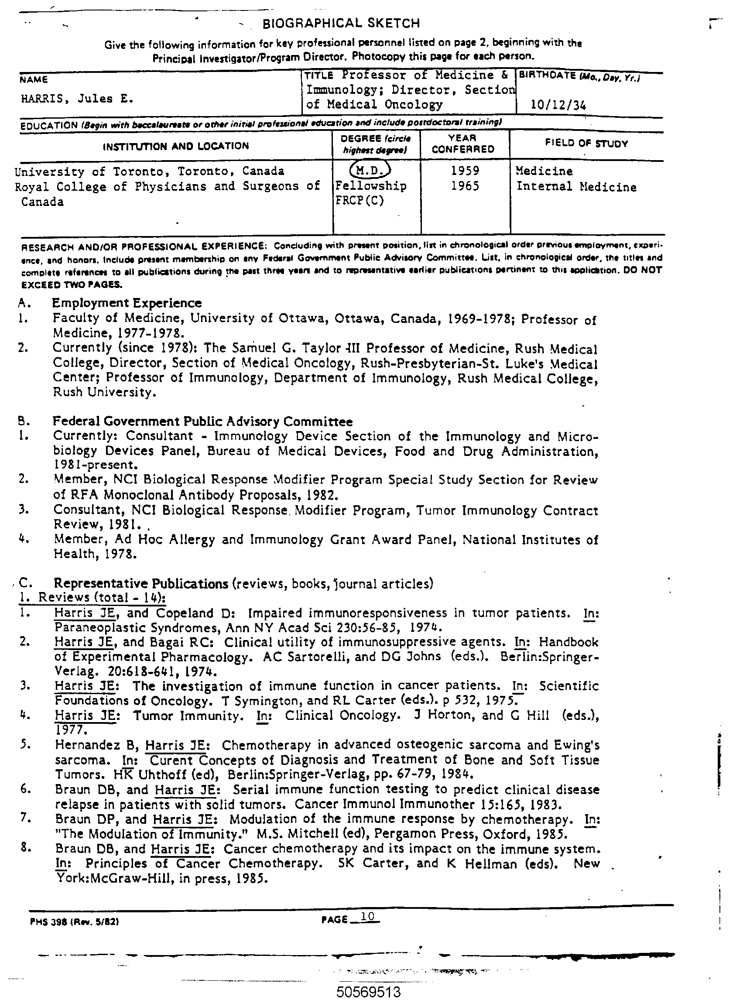 BIOGRAPHICAL SKETCH
Give the following information for key professional personnel listed on page 2, beginning with the
Principal Investigator/Program Director. Photocopy this page for each person.
NAME
HARRIS, Jules E.
TITLE Professor of Medicine &
Immunology; Director, Section
of Medical Oncology
BIRTHDATE (Mo., Day, Yr.)
10/12/34
EDUCATION (Begin with baccalaureate or other initial professional education and include postdoctoral training)
INSTITUTION AND LOCATION
DEGREE (circle
highest degree)
YEAR
CONFERRED
FIELD OF STUDY
University of Toronto, Toronto, Canada M.D. 1959 Medicine
Royal College of Physicians and Surgeons of Fellowship 1965 Internal Medicine
Canada FRCP(C)
RESEARCH AND/OR PROFESSIONAL EXPERIENCE: Concluding with present position, list in chronological order previous employment, experi-
ence, and honors. Include present membership on any Federal Government Public Advisory Committee. List, in chronological order, the titles and
complete references to all publications during the past three years and to representative earlier publications pertinent to this application. DO NOT
EXCEED TWO PAGES.
A. Employment Experience
1. Faculty of Medicine, University of Ottawa, Ottawa, Canada, 1969-1978; Professor of
Medicine, 1977-1978.
2. Currently (since 1978): The Samuel G. Taylor III Professor of Medicine, Rush Medical
College, Director, Section of Medical Oncology, Rush-Presbyterian-St. Luke's Medical
Center; Professor of Immunology, Department of Immunology, Rush Medical College,
Rush University.
B. Federal Government Public Advisory Committee
1. Currently: Consultant - Immunology Device Section of the Immunology and Micro-
biology Devices Panel, Bureau of Medical Devices, Food and Drug Administration,
1981-present.
2. Member, NCI Biological Response Modifier Program Special Study Section for Review
of RFA Monoclonal Antibody Proposals, 1982.
3. Consultant, NCI Biological Response Modifier Program, Tumor Immunology Contract
Review, 1981.
4. Member, Ad Hoc Allergy and Immunology Grant Award Panel, National Institutes of
Health, 1978.
C. Representative Publications (reviews, books, journal articles)
1. Reviews (total - 14):
1. Harris JE, and Copeland D: Impaired immunoresponsiveness in tumor patients. In:
Paraneoplastic Syndromes, Ann NY Acad Sci 230:56-85, 1974.
2. Harris JE, and Bagai RC: Clinical utility of immunosuppressive agents. In: Handbook
of Experimental Pharmacology. AC Sartorelli, and DG Johns (eds.). Berlin:Springer-
Verlag. 20:618-641, 1974.
3. Harris JE: The investigation of immune function in cancer patients. In: Scientific
Foundations of Oncology. T Symington, and RL Carter (eds.). p 532, 1975.
4. Harris JE: Tumor Immunity. In: Clinical Oncology. J Horton, and G Hill (eds.),
1977.
5. Hernandez B, Harris JE: Chemotherapy in advanced osteogenic sarcoma and Ewing's
sarcoma. In: Curent Concepts of Diagnosis and Treatment of Bone and Soft Tissue
Tumors. HK Uhthoff (ed), Berlin:Springer-Verlag, pp. 67-79, 1984.
6. Braun DB, and Harris JE: Serial immune function testing to predict clinical disease
relapse in patients with solid tumors. Cancer Immunol Immunother 15:165, 1983.
7. Braun DP, and Harris JE: Modulation of the immune response by chemotherapy. In:
"The Modulation of Immunity." M.S. Mitchell (ed), Pergamon Press, Oxford, 1985.
8. Braun DB, and Harris JE: Cancer chemotherapy and its impact on the immune system.
In: Principles of Cancer Chemotherapy. SK Carter, and K Hellman (eds). New
York:McGraw-Hill, in press, 1985.
PHS 398 (Rev. 5/82) PAGE 10
50569513